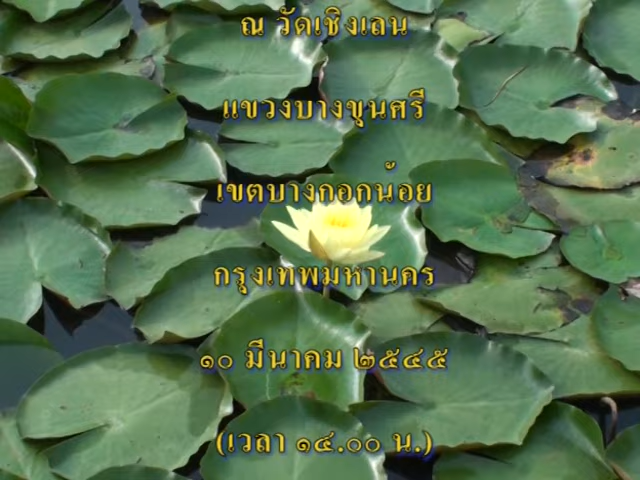 ณ วัดเชิงเลน
แขวงบางขุนศรี
เขตบางกอกน้อย
กรุงเทพมหานคร
๑๐ มีนาคม ๒๕๔๕
(เวลา ๑๔.๐๐ น.)